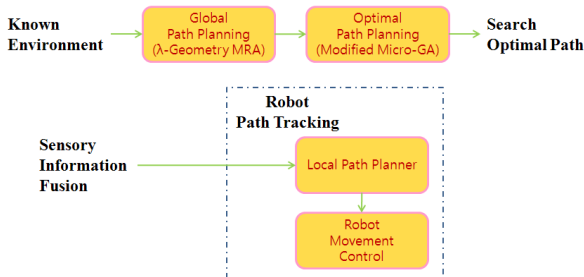 Known
Environment
Global
Path Planning
(λ-Geometry MRA)
Optimal
Path Planning
(Modified Micro-GA)
Search
Optimal Path
Robot
Path Tracking
Sensory
Information
Fusion
Local Path Planner
Robot
Movement
Control